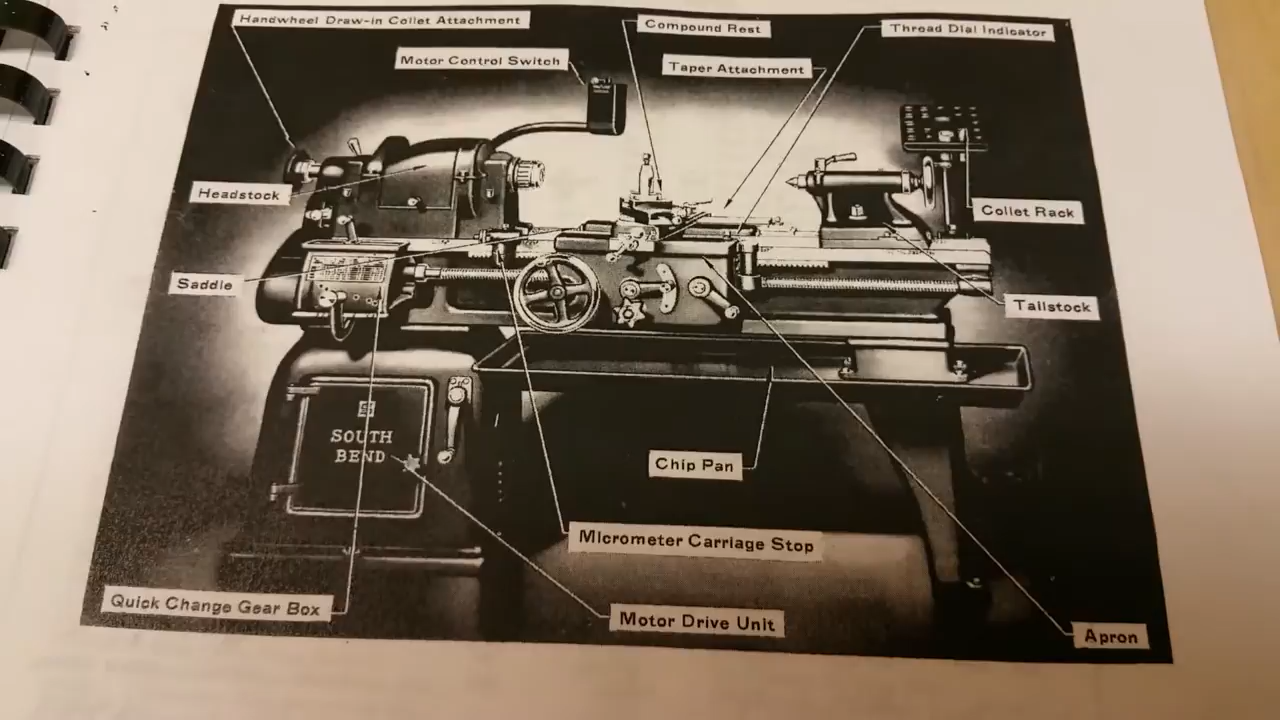 Handwheel Draw-in Collet Attachment
Compound Rest
Thread Dial Indicator
Motor Control Switch
Taper Attachment
Headstock
Collet Rack
Saddle
Tailstock
SOUTH
BEND
Chip Pan
Micrometer Carriage Stop
Quick Change Gear Box
Motor Drive Unit
Apron